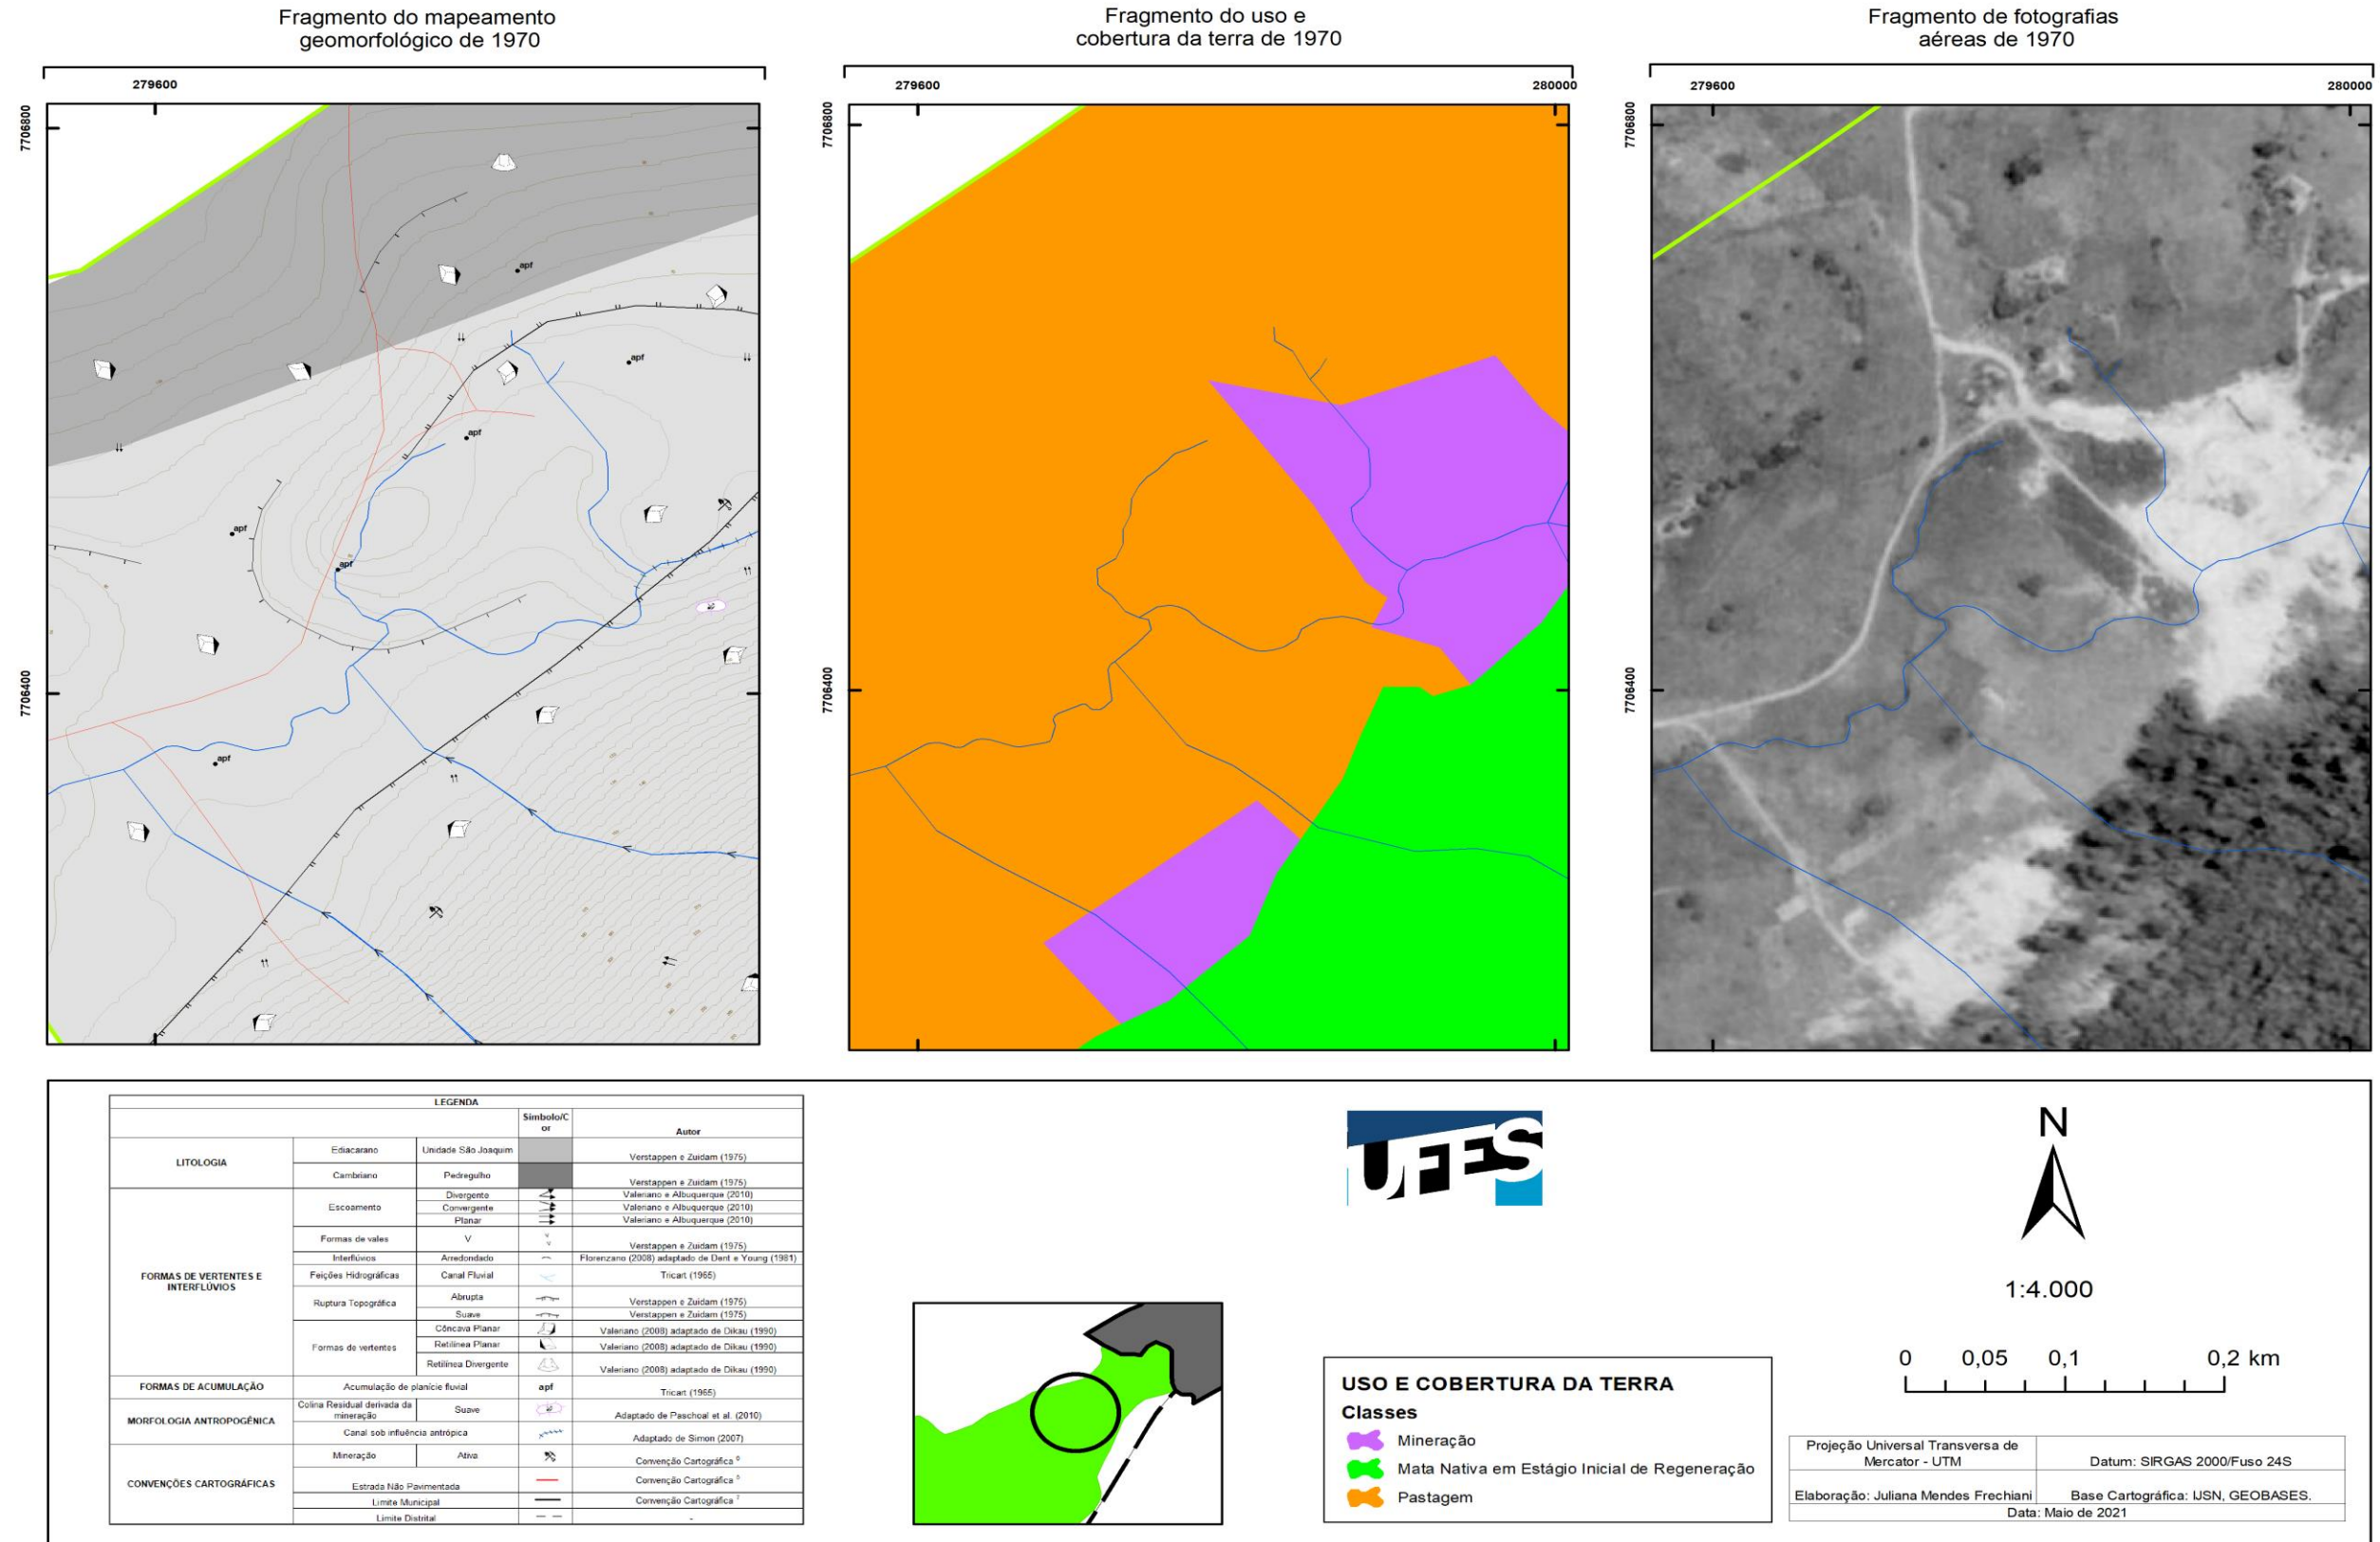 Fragmento do mapeamento
geomorfológico de 1970
279600
7706800
7706400
apf
apf
apf
apf
apf
apf
Fragmento do uso e
cobertura da terra de 1970
279600
280000
7706800
7706400
Fragmento de fotografias
aéreas de 1970
279600
280000
7706800
7706400
LEGENDA
Símbolo/C
or
Autor
LITOLOGIA
Ediacarano
Unidade São Joaquim
Verstappen e Zuidam (1975)
Cambriano
Pedregulho
Verstappen e Zuidam (1975)
FORMAS DE VERTENTES E
INTERFLÚVIOS
Escoamento
Divergente
Valeriano e Albuquerque (2010)
Convergente
Valeriano e Albuquerque (2010)
Planar
Valeriano e Albuquerque (2010)
Formas de vales
V
Verstappen e Zuidam (1975)
Interflúvios
Arredondado
Florenzano (2008) adaptado de Dent e Young (1981)
Feições Hidrográficas
Canal Fluvial
Tricart (1965)
Ruptura Topográfica
Abrupta
Verstappen e Zuidam (1975)
Suave
Verstappen e Zuidam (1975)
Formas de vertentes
Côncava Planar
Valeriano (2008) adaptado de Dikau (1990)
Retilínea Planar
Valeriano (2008) adaptado de Dikau (1990)
Retilínea Divergente
Valeriano (2008) adaptado de Dikau (1990)
FORMAS DE ACUMULAÇÃO
Acumulação de planície fluvial
apf
Tricart (1965)
MORFOLOGIA ANTROPOGÊNICA
Colina Residual derivada da
mineração
Suave
Adaptado de Paschoal et al. (2010)
Canal sob influência antrópica
Adaptado de Simon (2007)
CONVENÇÕES CARTOGRÁFICAS
Mineração
Ativa
Convenção Cartográfica 6
Estrada Não Pavimentada
Convenção Cartográfica 5
Limite Municipal
Convenção Cartográfica 7
Limite Distrital
-
UFES
USO E COBERTURA DA TERRA
Classes
Mineração
Mata Nativa em Estágio Inicial de Regeneração
Pastagem
N
1:4.000
0 0,05 0,1 0,2 km
Projeção Universal Transversa de
Mercator - UTM
Datum: SIRGAS 2000/Fuso 24S
Elaboração: Juliana Mendes Frechiani
Base Cartográfica: IJSN, GEOBASES.
Data: Maio de 2021